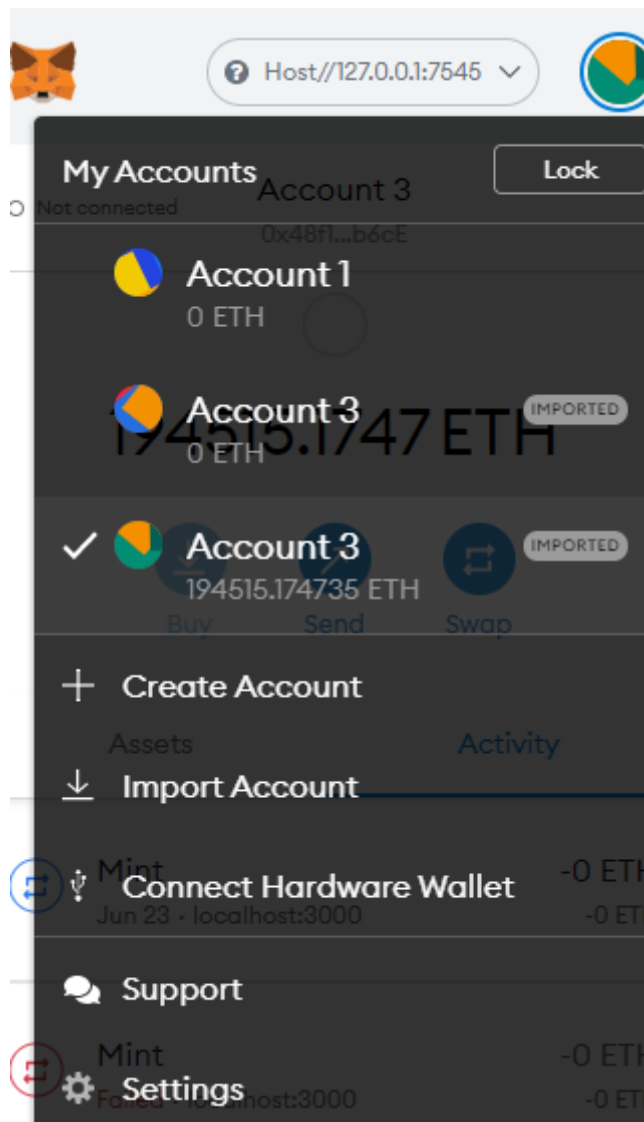 Host//127.0.0.1:7545
My Accounts
Lock
Account 3
Not connected
0x48f1...b6cE
Account 1
0 ETH
Account 3
IMPORTED
194515.1747 ETH
0 ETH
Account 3
IMPORTED
194515.174735 ETH
Buy
Send
Swap
Create Account
Assets
Activity
Import Account
Mint
-0 ETH
Connect Hardware Wallet
Jun 23 · localhost:3000
-0 ET
Support
Mint
-0 ETH
Settings
Failed · localhost:3000
-0 ET